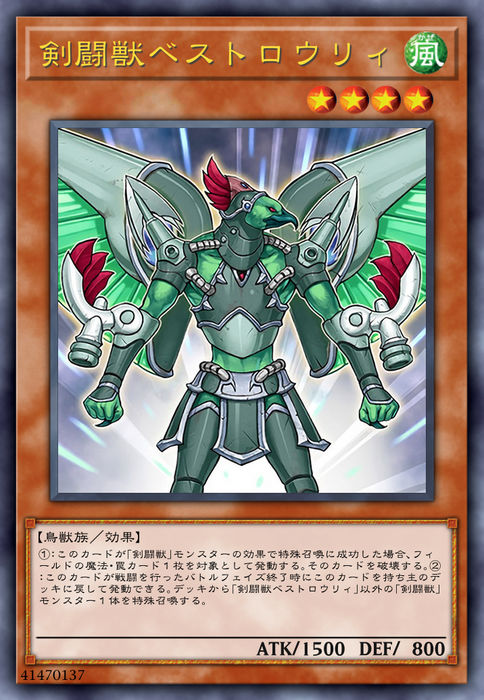 剣闘獣ベストロウリィ
かぜ
風
【鳥獣族／効果】
①：このカードが「剣闘獣」モンスターの効果で特殊召喚に成功した場合、フィ
ールドの魔法・罠カード１枚を対象として発動する。そのカードを破壊する。②
：このカードが戦闘を行ったバトルフェイズ終了時にこのカードを持ち主のデ
ッキに戻して発動できる。デッキから「剣闘獣ベストロウリィ」以外の「剣闘獣」
モンスター１体を特殊召喚する。
ATK/1500 DEF/ 800
41470137